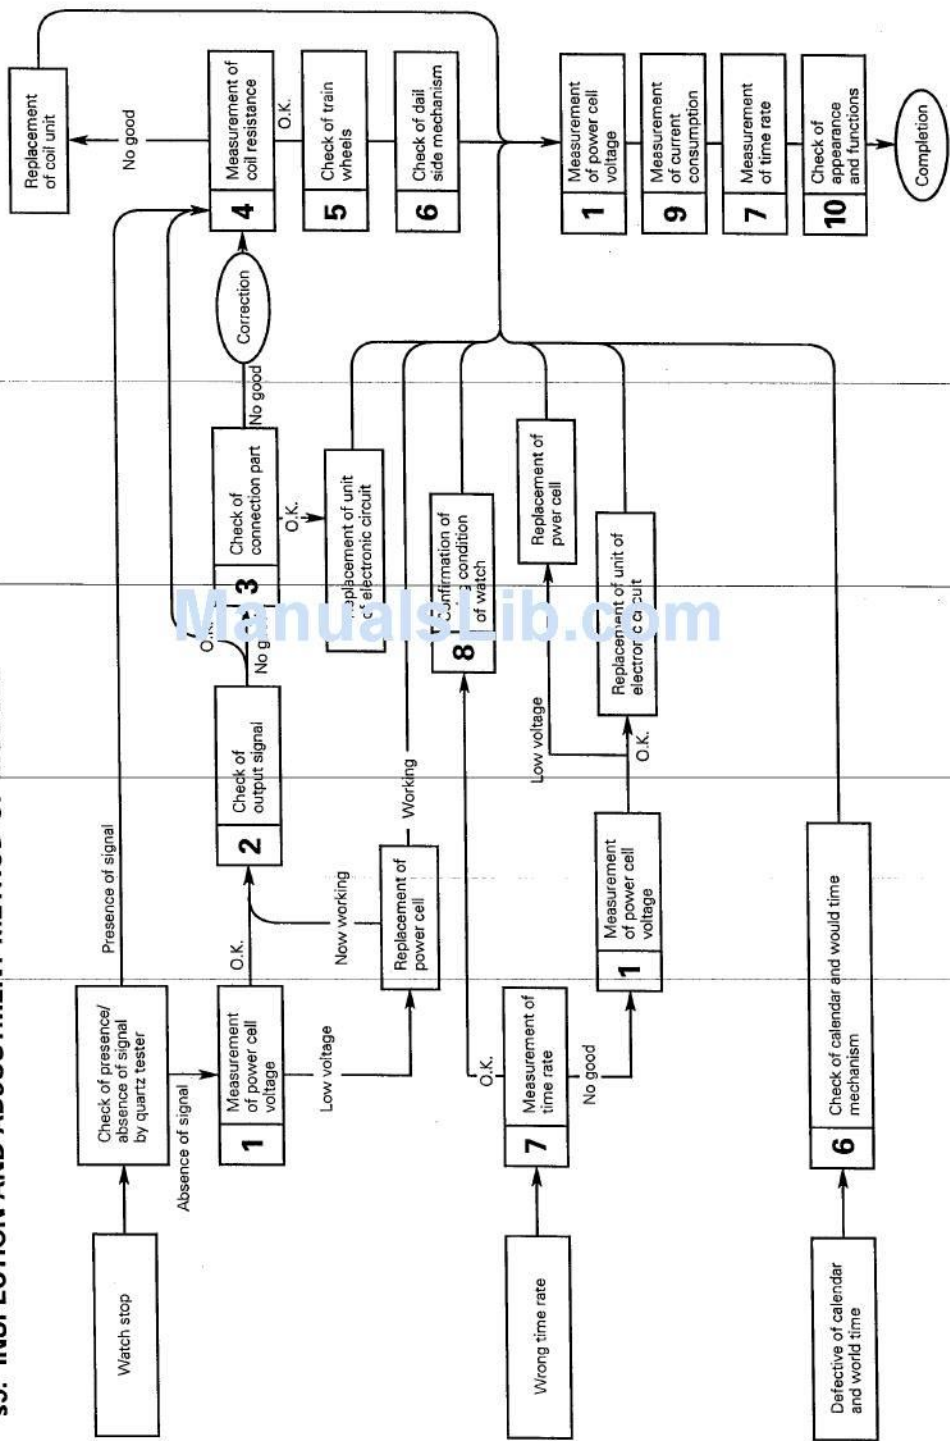 §5. INSPECTION AND ADJUSTMENT METHOD OF
Watch stop
Check of presence/
absence of signal
by quartz tester
Presence of signal
Absence of signal
1
Measurement
of power cell
voltage
O.K.
Low voltage
Replacement of
power cell
Now working
Working
2
Check of
output signal
O.K.
No
3
Check of
connection part
No good
Correction
O.K.
Replacement of unit
of electronic circuit
4
Measurement of
coil resistance
No good
Replacement
of coil unit
O.K.
5
Check of train
wheels
6
Check of dail
side mechanism
1
Measurement
of power cell
voltage
9
Measurement
of current
consumption
7
Measurement
of time rate
10
Check of
appearance
and functions
Completion
Wrong time rate
7
Measurement of
time rate
O.K.
No good
8
Confirmation of
condition
of watch
1
Measurement
of power cell
voltage
Low voltage
Replacement of
pwer cell
O.K.
Replacement of unit of
electronic circuit
Defective of calendar
and world time
6
Check of calendar and would time
mechanism
ManualsLib.com